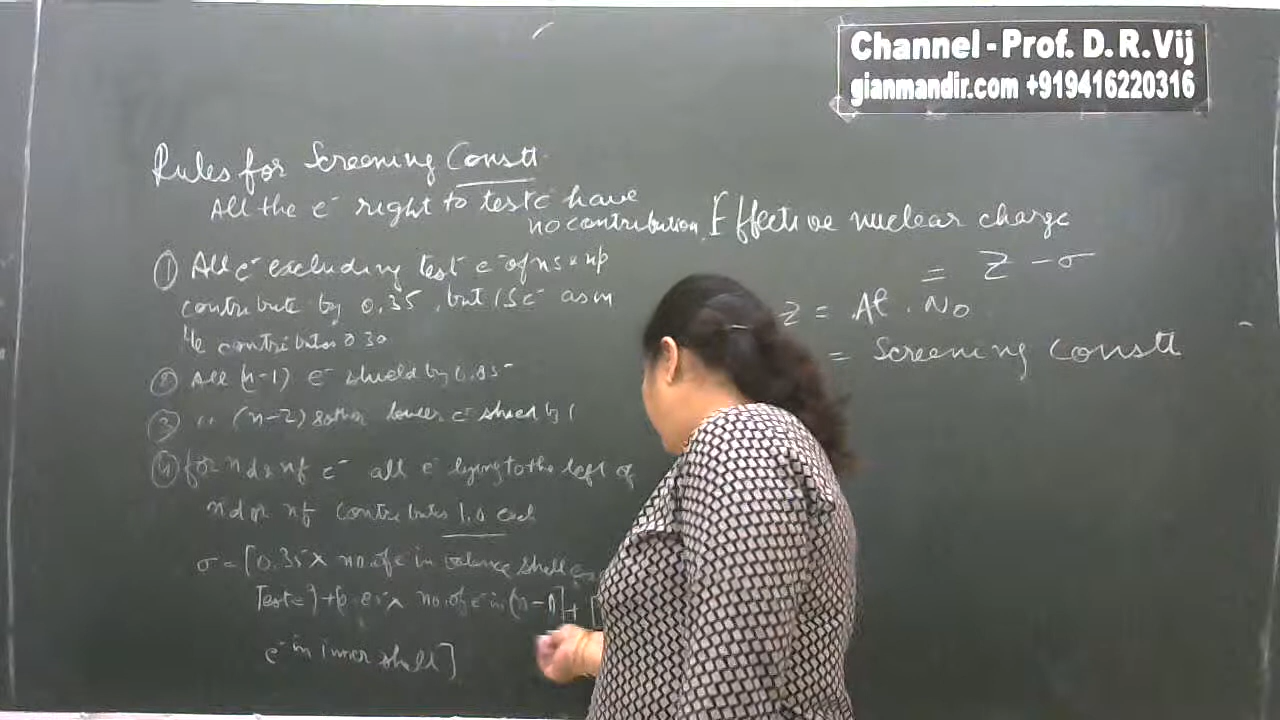 Channel - Prof. D. R. Vij
gianmandir.com +919416220316
Rules for Screening Constt
All the e⁻ right to test e⁻ have
no contribution.
① All e⁻ excluding test e⁻ of ns & np
contribute by 0.35, but 1S e⁻ as in
He contributes 0.30
② All (n-1) e⁻ shield by 0.85
③ " (n-2) & other lower e⁻ shield by 1
④ for nd & nf e⁻ all e⁻ lying to the left of
nd or nf contributes 1.0 each
σ = [0.35 × no. of e⁻ in valance shell
Test e⁻] + [0.85 × no. of e⁻ in (n-1)] + [
e⁻ in inner shell]
Effective nuclear charge
= Z - σ
Z = At. No
= Screening Constt